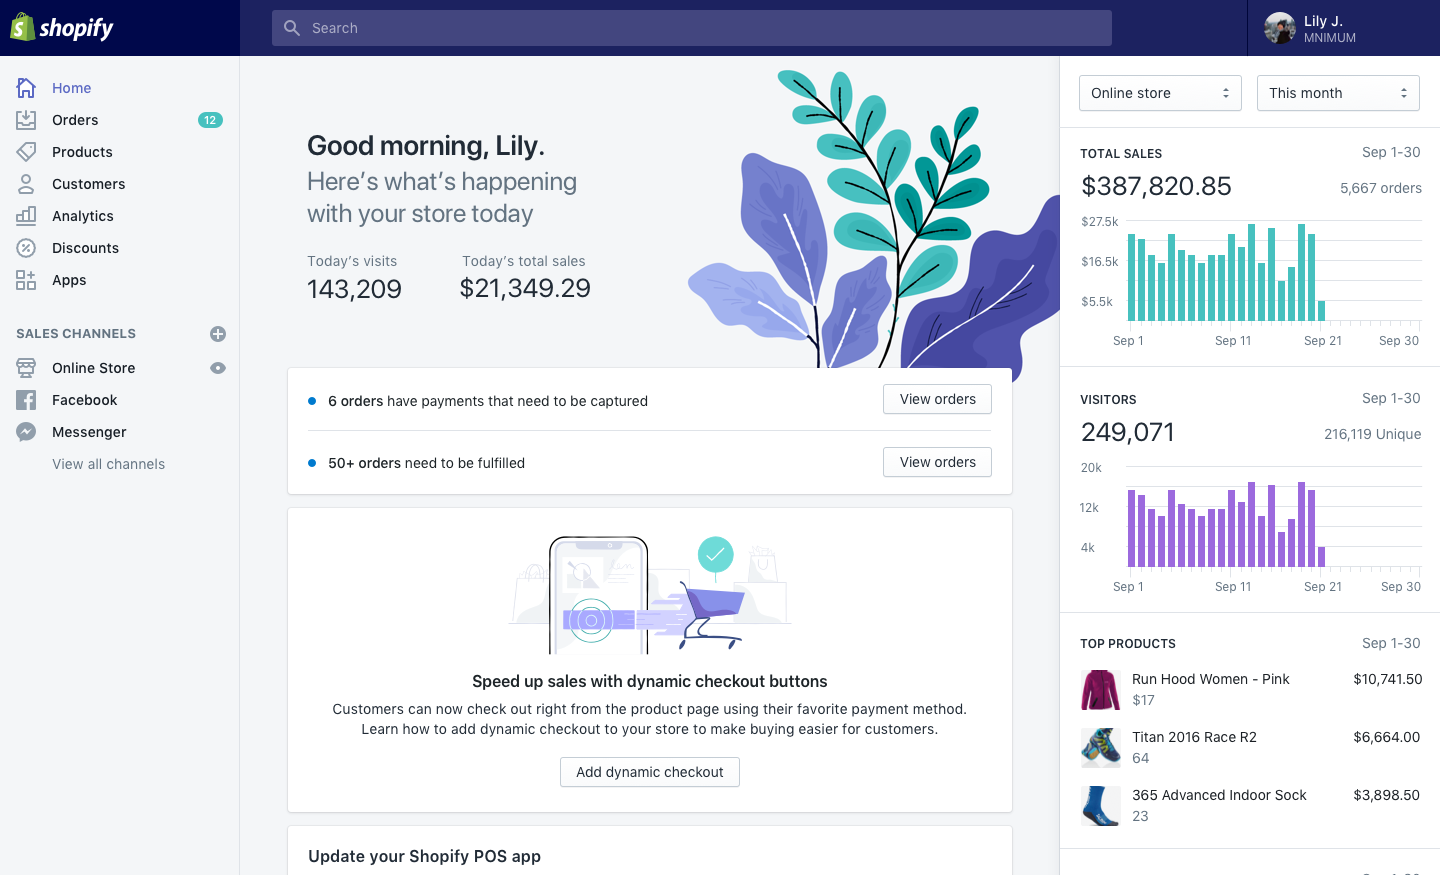 shopify
Search
Lily J.
MNIMUM
Home
Orders
12
Products
Customers
Analytics
Discounts
Apps
SALES CHANNELS
Online Store
Facebook
Messenger
View all channels
Good morning, Lily.
Here’s what’s happening
with your store today
Today’s visits
143,209
Today’s total sales
$21,349.29
6 orders have payments that need to be captured
View orders
50+ orders need to be fulfilled
View orders
Speed up sales with dynamic checkout buttons
Customers can now check out right from the product page using their favorite payment method.
Learn how to add dynamic checkout to your store to make buying easier for customers.
Add dynamic checkout
Update your Shopify POS app
Online store
This month
TOTAL SALES
Sep 1-30
$387,820.85
5,667 orders
$27.5k
$16.5k
$5.5k
Sep 1 Sep 11 Sep 21 Sep 30
VISITORS
Sep 1-30
249,071
216,119 Unique
20k
12k
4k
Sep 1 Sep 11 Sep 21 Sep 30
TOP PRODUCTS
Sep 1-30
Run Hood Women - Pink
$10,741.50
$17
Titan 2016 Race R2
$6,664.00
64
365 Advanced Indoor Sock
$3,898.50
23